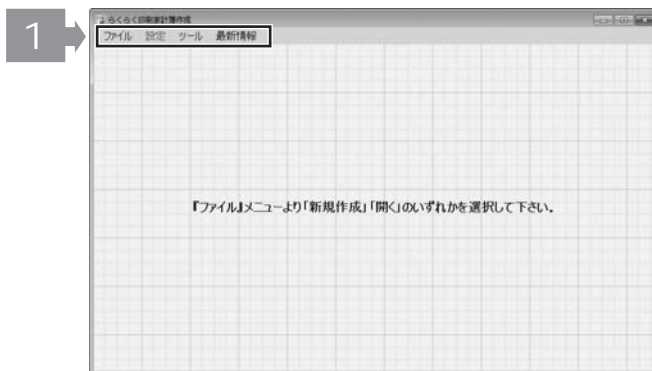 1
らくらく印刷家計簿作成
ファイル 設定 ツール 最新情報
『ファイル』メニューより「新規作成」「開く」のいずれかを選択して下さい。